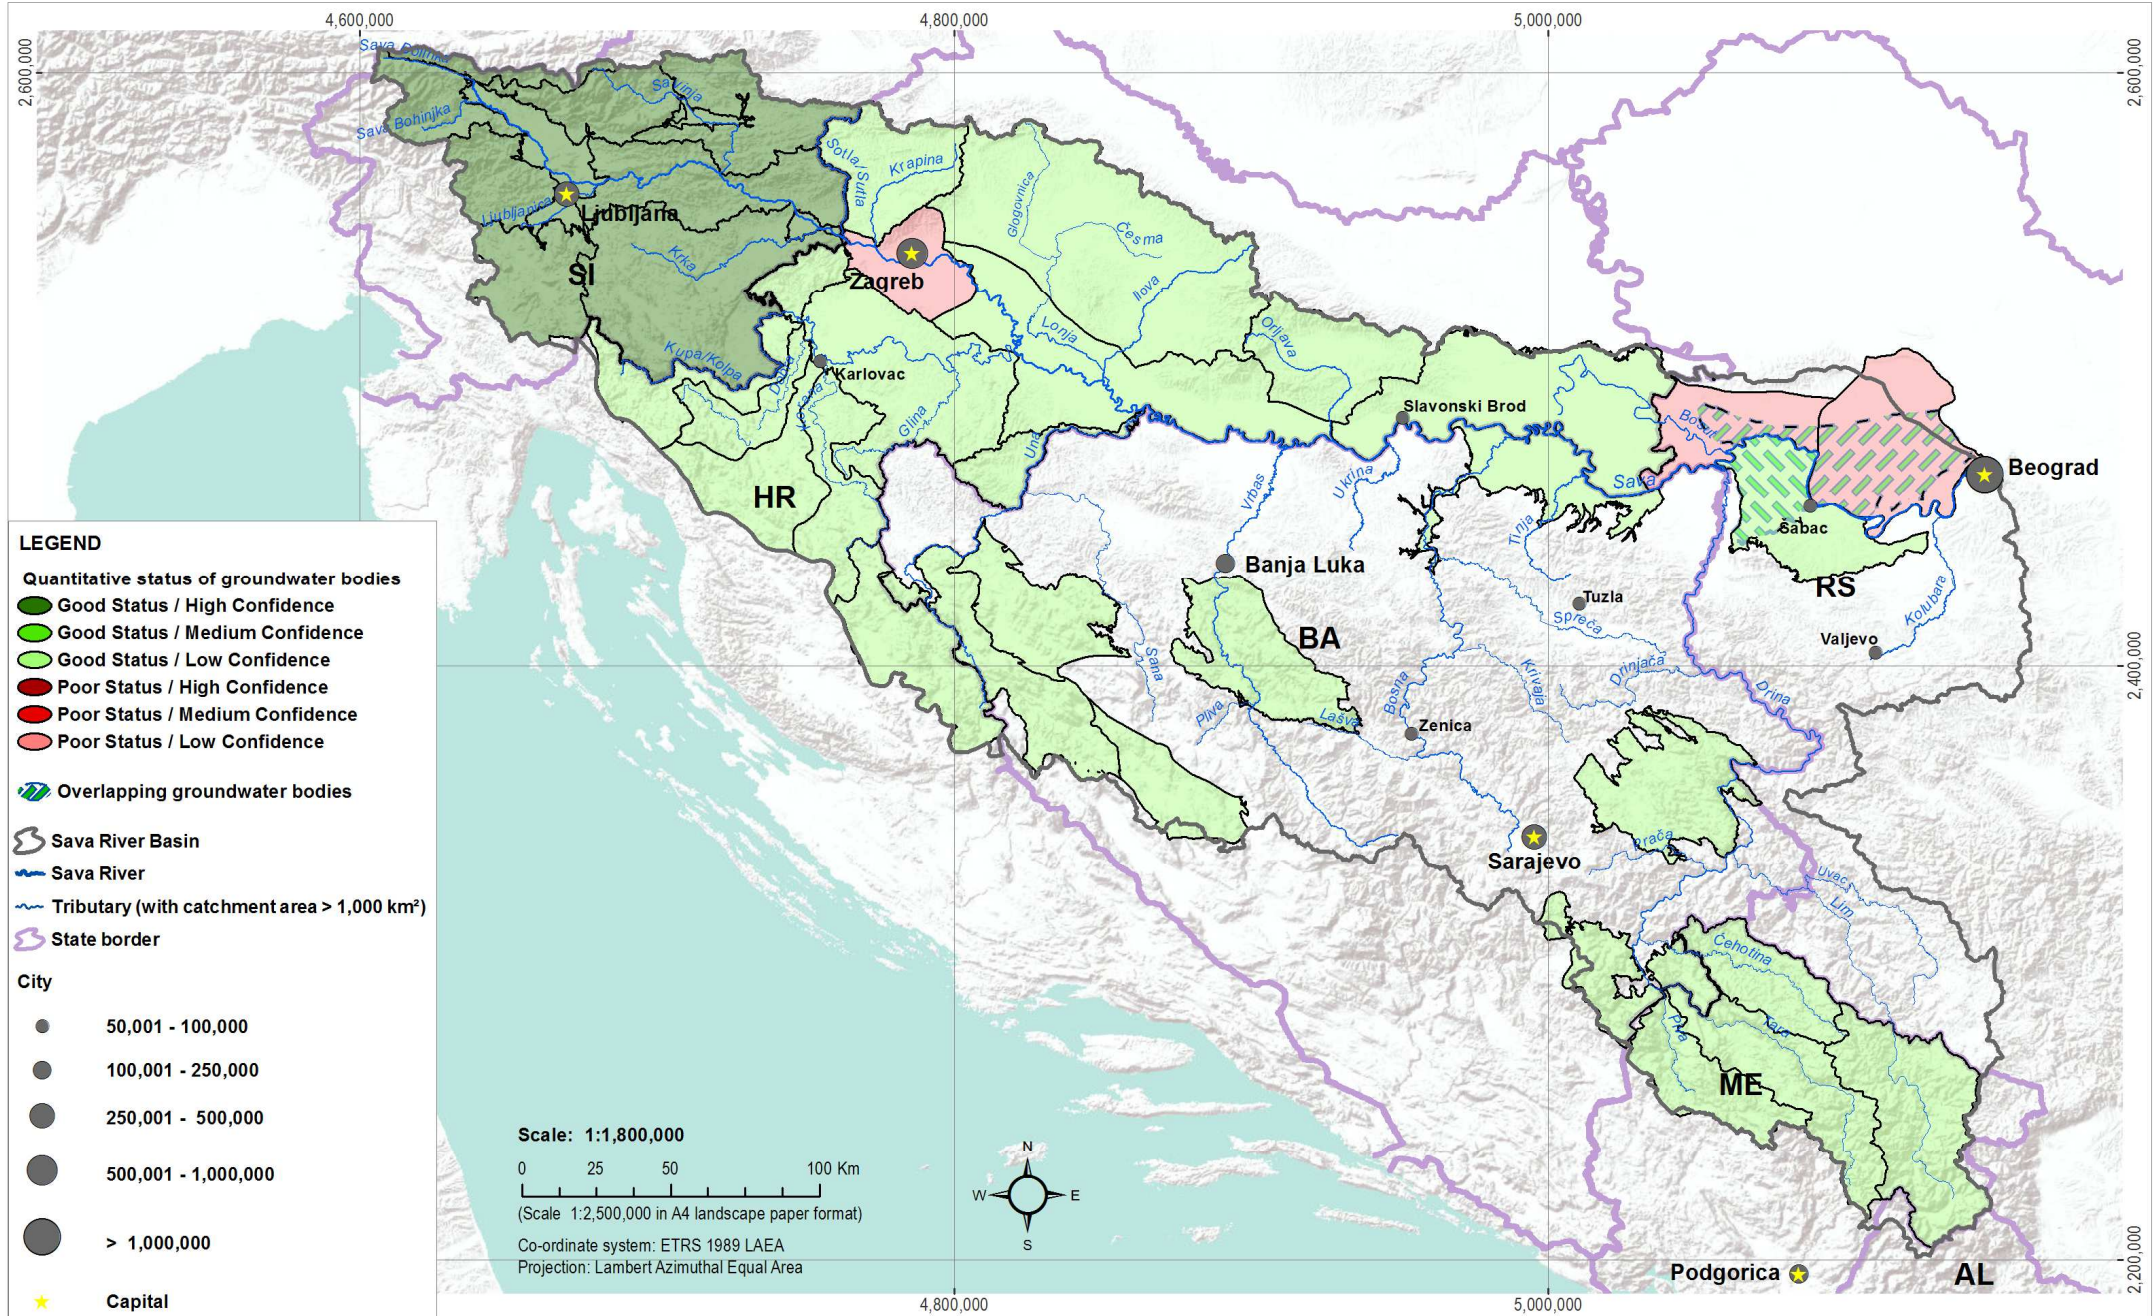 4,600,000
4,800,000
5,000,000
2,600,000
2,600,000
Sava Dolinka
Savinja
Sava Bohinjka
Sotla/Sutla
Krapina
Glogovnica
Česma
Ljubljanica
Ljubljana
Krka
SI
Zagreb
Ilova
Lonja
Orljava
Kupa/Kolpa
Dobra
Karlovac
Korana
Glina
Una
Slavonski Brod
Bosut
Sava
Beograd
HR
Vrbas
Ukrina
Tinja
Šabac
RS
Kolubara
Banja Luka
BA
Tuzla
Spreča
Valjevo
Sana
Krivaja
Drinjača
Drina
2,400,000
Pliva
Lašva
Bosna
Zenica
Sarajevo
Prača
Uvac
Lim
Ćehotina
Piva
Tara
ME
Podgorica
AL
2,200,000
LEGEND
Quantitative status of groundwater bodies
Good Status / High Confidence
Good Status / Medium Confidence
Good Status / Low Confidence
Poor Status / High Confidence
Poor Status / Medium Confidence
Poor Status / Low Confidence
Overlapping groundwater bodies
Sava River Basin
Sava River
Tributary (with catchment area > 1,000 km²)
State border
City
50,001 - 100,000
100,001 - 250,000
250,001 - 500,000
500,001 - 1,000,000
> 1,000,000
Capital
Scale: 1:1,800,000
0 25 50 100 Km
(Scale 1:2,500,000 in A4 landscape paper format)
Co-ordinate system: ETRS 1989 LAEA
Projection: Lambert Azimuthal Equal Area
N
W E
S
4,800,000
5,000,000